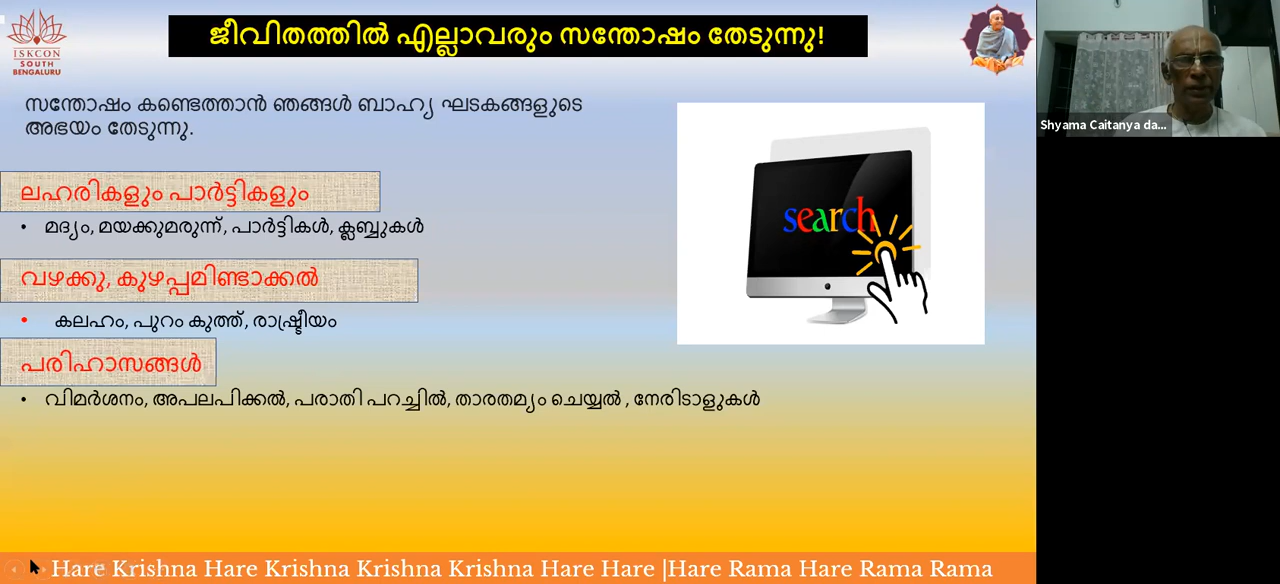 ISKCON
SOUTH
BENGALURU
ജീവിതത്തിൽ എല്ലാവരും സന്തോഷം തേടുന്നു!
Shyama Caitanya da...
സന്തോഷം കണ്ടെത്താൻ ഞങ്ങൾ ബാഹ്യ ഘടകങ്ങളുടെ
അഭയം തേടുന്നു.
search
ലഹരികളും പാർട്ടികളും
• മദ്യം, മയക്കുമരുന്ന്, പാർട്ടികൾ, ക്ലബ്ബുകൾ
വഴക്കു, കുഴപ്പമിണ്ടാക്കൽ
• കലഹം, പുറം കുത്ത്, രാഷ്ട്രീയം
പരിഹാസങ്ങൾ
• വിമർശനം, അപലപിക്കൽ, പരാതി പറച്ചിൽ, താരതമ്യം ചെയ്യൽ , നേരിടാളുകൾ
Hare Krishna Hare Krishna Krishna Krishna Hare Hare |Hare Rama Hare Rama Rama